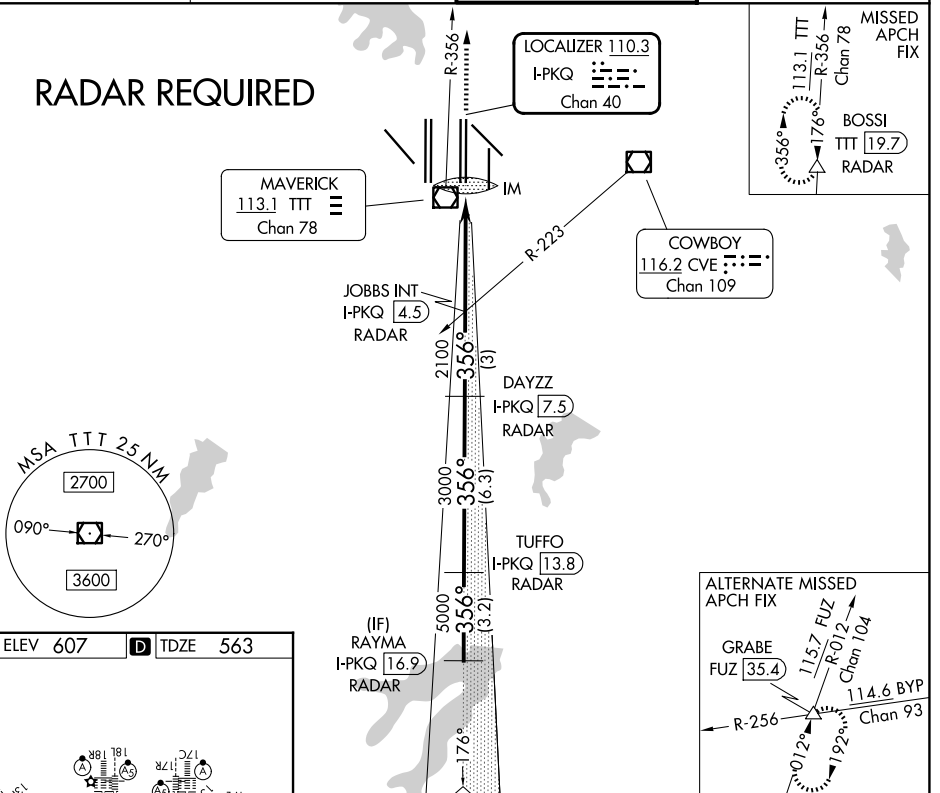 RADAR REQUIRED
R-356
LOCALIZER 110.3
I-PKQ
Chan 40
MISSED
APCH
FIX
113.1 TTT
R-356
Chan 78
356°
176°
BOSSI
TTT 19.7
RADAR
MAVERICK
113.1 TTT
Chan 78
IM
R-223
COWBOY
116.2 CVE
Chan 109
JOBBS INT
I-PKQ 4.5
RADAR
2100
356°
(3)
DAYZZ
I-PKQ 7.5
RADAR
3000
356°
(6.3)
MSA TTT 25 NM
2700
090°
270°
3600
TUFFO
I-PKQ 13.8
RADAR
5000
356°
(3.2)
(IF)
RAYMA
I-PKQ 16.9
RADAR
176°
ALTERNATE MISSED
APCH FIX
GRABE
FUZ 35.4
115.7 FUZ
R-012
Chan 104
114.6 BYP
Chan 93
R-256
012°
192°
ELEV 607
D
TDZE 563
18R
18L
17C
17R
A
A5
A